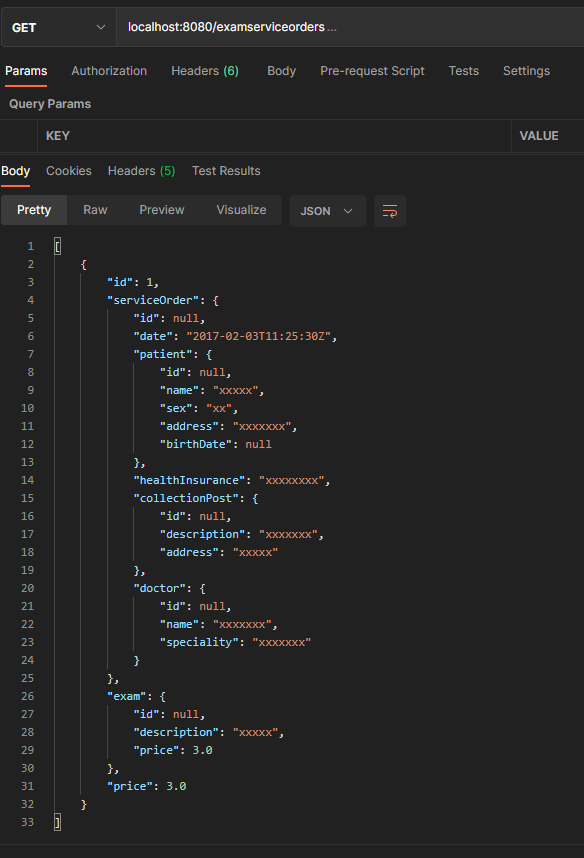 GET localhost:8080/examserviceorders ...
Params Authorization Headers (6) Body Pre-request Script Tests Settings
Query Params
KEY VALUE
Body Cookies Headers (5) Test Results
Pretty Raw Preview Visualize JSON
1 [
2 {
3 "id": 1,
4 "serviceOrder": {
5 "id": null,
6 "date": "2017-02-03T11:25:30Z",
7 "patient": {
8 "id": null,
9 "name": "xxxxx",
10 "sex": "xx",
11 "address": "xxxxxxx",
12 "birthDate": null
13 },
14 "healthInsurance": "xxxxxxxx",
15 "collectionPost": {
16 "id": null,
17 "description": "xxxxxxx",
18 "address": "xxxxx"
19 },
20 "doctor": {
21 "id": null,
22 "name": "xxxxxxx",
23 "speciality": "xxxxxxx"
24 }
25 },
26 "exam": {
27 "id": null,
28 "description": "xxxxx",
29 "price": 3.0
30 },
31 "price": 3.0
32 }
33 ]